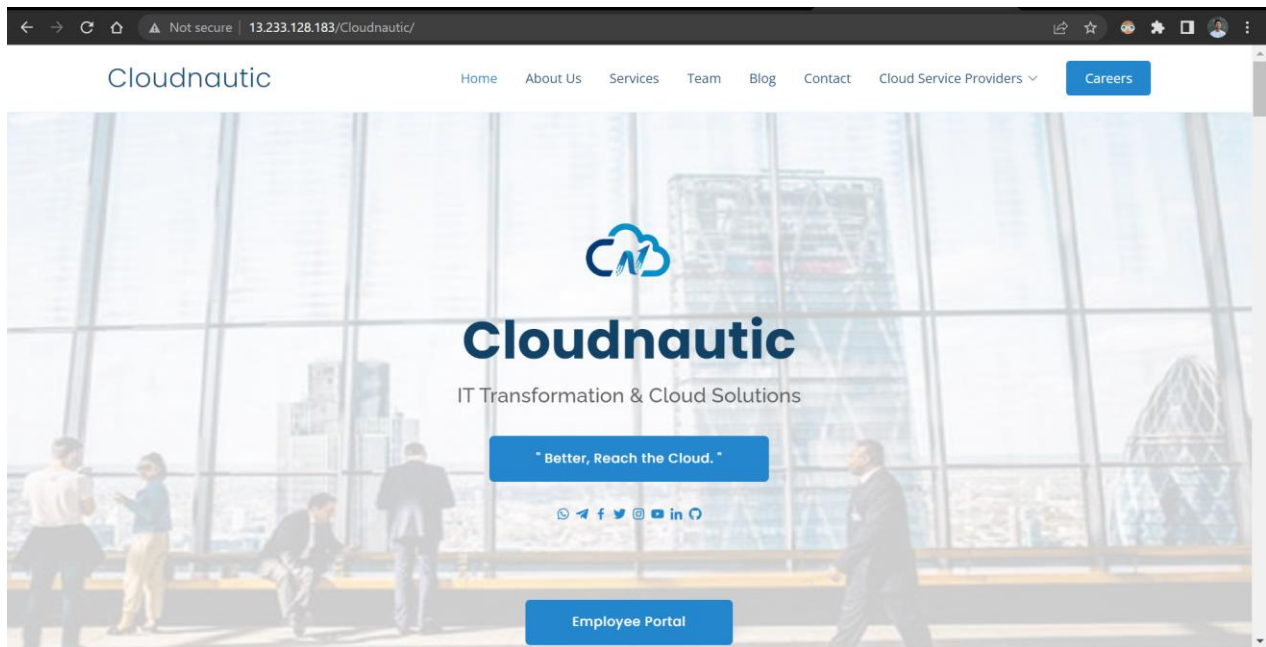 Not secure | 13.233.128.183/Cloudnautic/
Cloudnautic Home About Us Services Team Blog Contact Cloud Service Providers Careers
CN
Cloudnautic
IT Transformation & Cloud Solutions
" Better, Reach the Cloud. "
Employee Portal